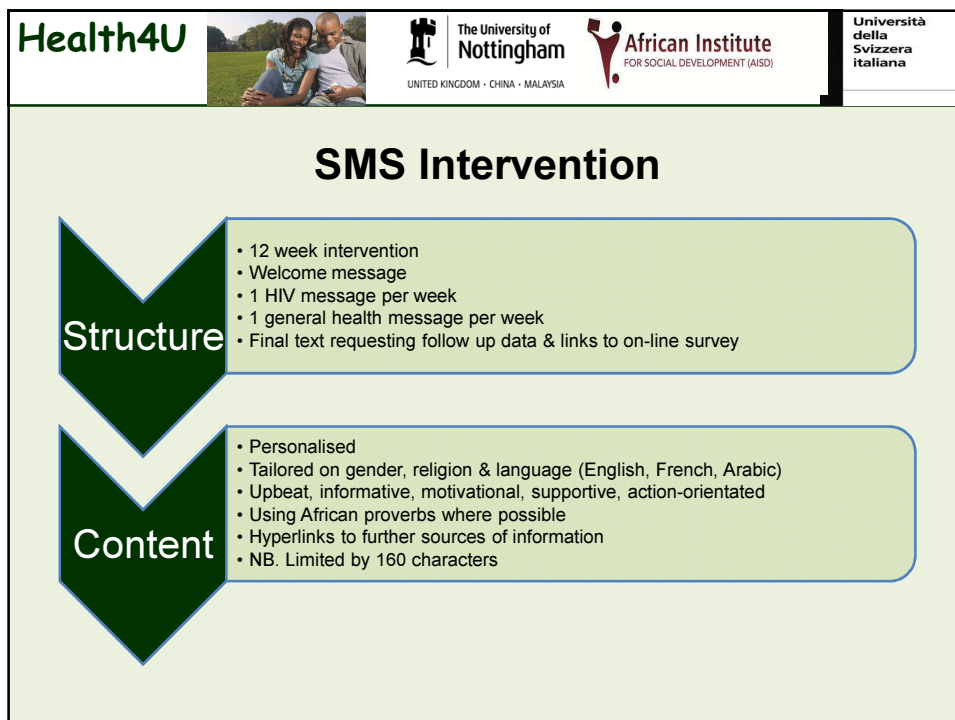 Health4U
The University of
Nottingham
UNITED KINGDOM · CHINA · MALAYSIA
African Institute
FOR SOCIAL DEVELOPMENT (AISD)
Università
della
Svizzera
italiana
SMS Intervention
Structure
• 12 week intervention
• Welcome message
• 1 HIV message per week
• 1 general health message per week
• Final text requesting follow up data & links to on-line survey
Content
• Personalised
• Tailored on gender, religion & language (English, French, Arabic)
• Upbeat, informative, motivational, supportive, action-orientated
• Using African proverbs where possible
• Hyperlinks to further sources of information
• NB. Limited by 160 characters